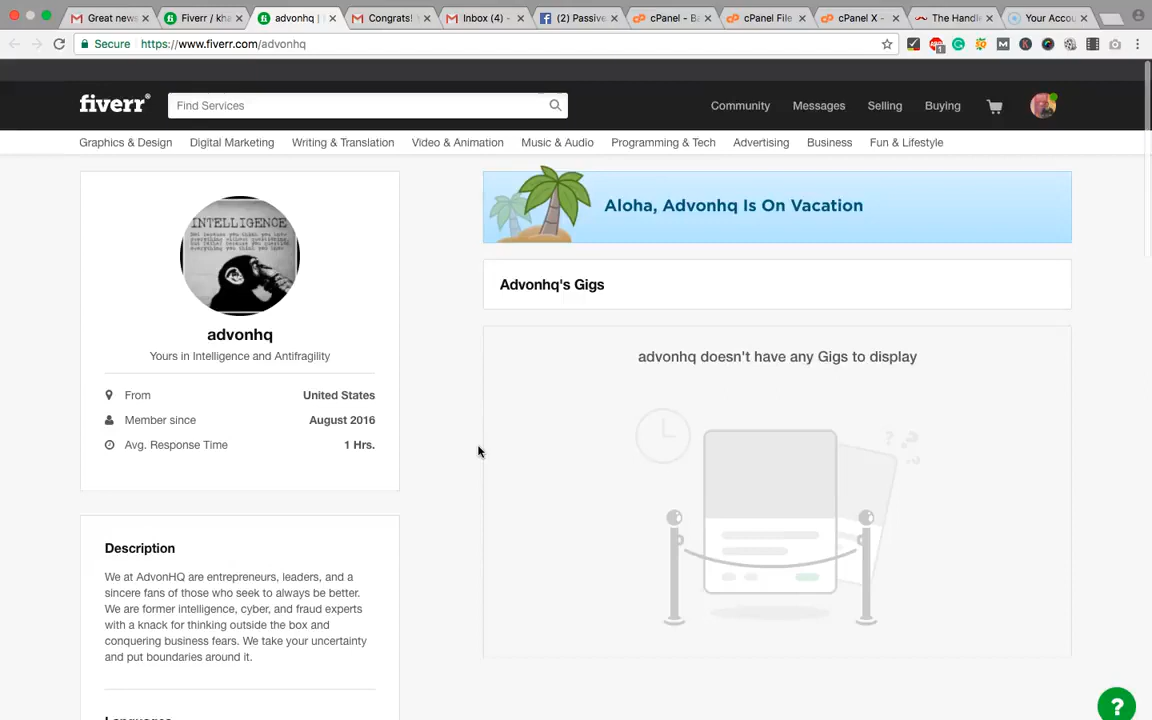 Great news
Fiverr / kha
advonhq |
Congrats!
Inbox (4) -
(2) Passive
cPanel - Ba
cPanel File
cPanel X -
The Handle
Your Accou
Secure https://www.fiverr.com/advonhq
fiverr®
Find Services
Community Messages Selling Buying
Graphics & Design Digital Marketing Writing & Translation Video & Animation Music & Audio Programming & Tech Advertising Business Fun & Lifestyle
INTELLIGENCE
advonhq
Yours in Intelligence and Antifragility
From United States
Member since August 2016
Avg. Response Time 1 Hrs.
Description
We at AdvonHQ are entrepreneurs, leaders, and a
sincere fans of those who seek to always be better.
We are former intelligence, cyber, and fraud experts
with a knack for thinking outside the box and
conquering business fears. We take your uncertainty
and put boundaries around it.
Aloha, Advonhq Is On Vacation
Advonhq's Gigs
advonhq doesn't have any Gigs to display
?